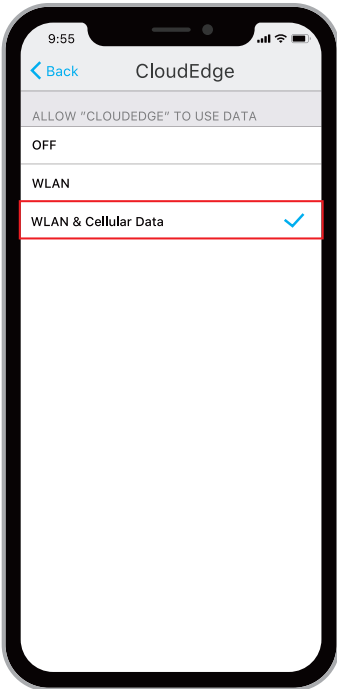 9:55
Back CloudEdge
ALLOW "CLOUDEDGE" TO USE DATA
OFF
WLAN
WLAN & Cellular Data